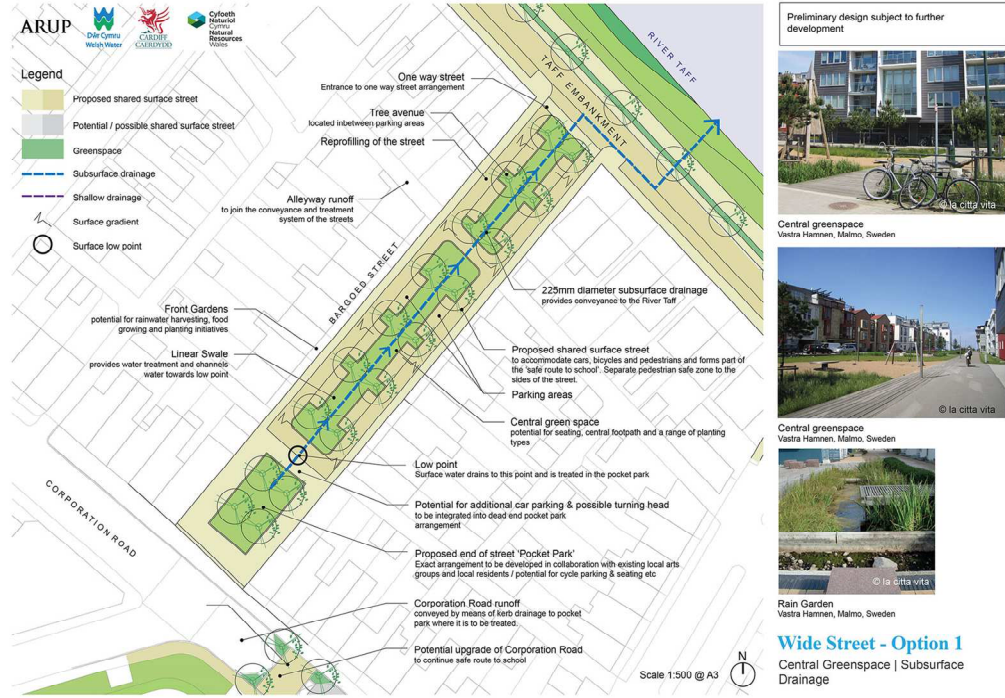 ARUP
Dŵr Cymru
Welsh Water
CARDIFF
CAERDYDD
Cyfoeth
Naturiol
Cymru
Natural
Resources
Wales
Legend
Proposed shared surface street
Potential / possible shared surface street
Greenspace
Subsurface drainage
Shallow drainage
Surface gradient
Surface low point
One way street
Entrance to one way street arrangement
Tree avenue
located inbetween parking areas
Reprofilling of the street
Alleyway runoff
to join the conveyance and treatment
system of the streets
Front Gardens
potential for rainwater harvesting, food
growing and planting initiatives
Linear Swale
provides water treatment and channels
water towards low point
BARGOED STREET
CORPORATION ROAD
TAFF EMBANKMENT
RIVER TAFF
225mm diameter subsurface drainage
provides conveyance to the River Taff
Proposed shared surface street
to accommodate cars, bicycles and pedestrians and forms part of
the 'safe route to school'. Separate pedestrian safe zone to the
sides of the street.
Parking areas
Central green space
potential for seating, central footpath and a range of planting
types
Low point
Surface water drains to this point and is treated in the pocket park
Potential for additional car parking & possible turning head
to be integrated into dead end pocket park
arrangement
Proposed end of street 'Pocket Park'
Exact arrangement to be developed in collaboration with existing local arts
groups and local residents / potential for cycle parking & seating etc
Corporation Road runoff
conveyed by means of kerb drainage to pocket
park where it is to be treated.
Potential upgrade of Corporation Road
to continue safe route to school
Scale 1:500 @ A3
N
Preliminary design subject to further
development
© la citta vita
Central greenspace
Vastra Hamnen, Malmo, Sweden
© la citta vita
Central greenspace
Vastra Hamnen, Malmo, Sweden
© la citta vita
Rain Garden
Vastra Hamnen, Malmo, Sweden
Wide Street - Option 1
Central Greenspace | Subsurface
Drainage